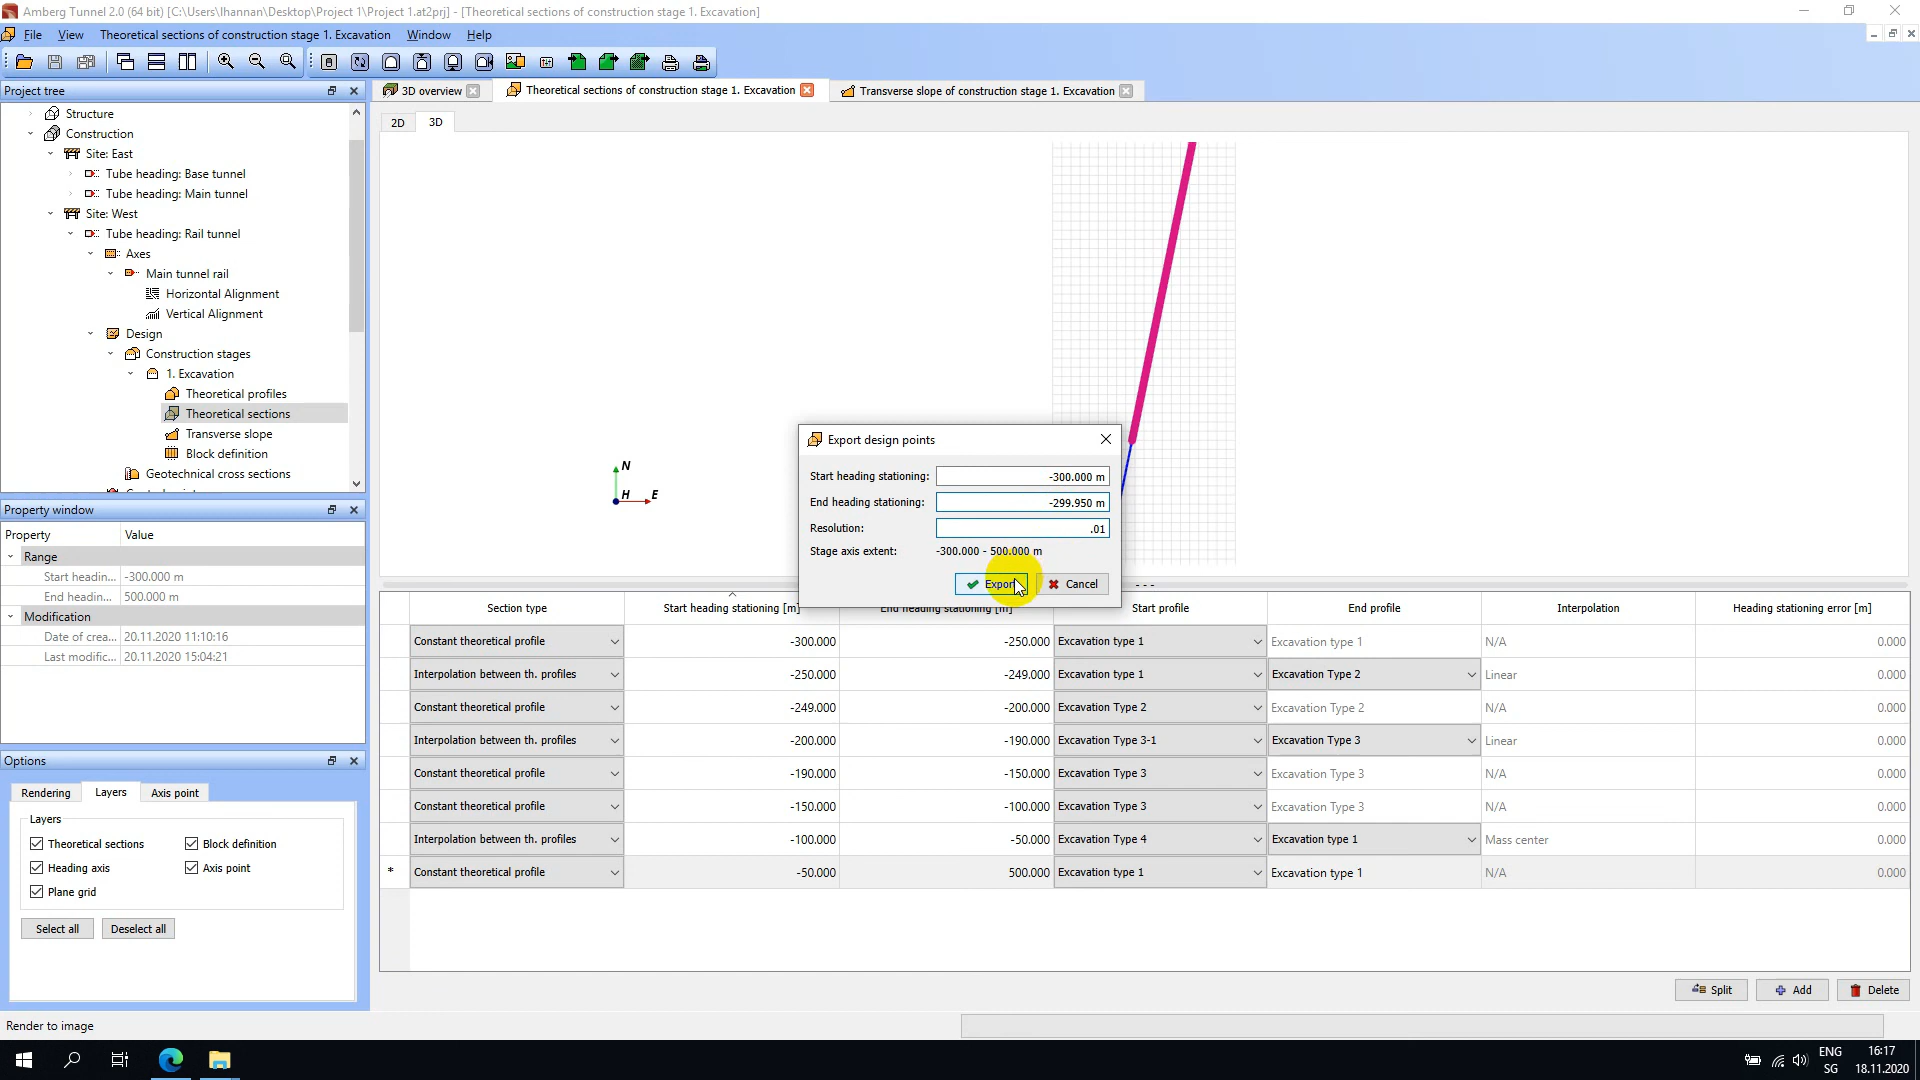 Amberg Tunnel 2.0 (64 bit) [C:\Users\lhannan\Desktop\Project 1\Project 1.at2prj] - [Theoretical sections of construction stage 1. Excavation]
File View Theoretical sections of construction stage 1. Excavation Window Help
Project tree
3D overview
Theoretical sections of construction stage 1. Excavation
Transverse slope of construction stage 1. Excavation
2D 3D
Structure
Construction
Site: East
Tube heading: Base tunnel
Tube heading: Main tunnel
Site: West
Tube heading: Rail tunnel
Axes
Main tunnel rail
Horizontal Alignment
Vertical Alignment
Design
Construction stages
1. Excavation
Theoretical profiles
Theoretical sections
Transverse slope
Block definition
Geotechnical cross sections
N
H E
Export design points
Start heading stationing: -300.000 m
End heading stationing: -299.950 m
Resolution: .01
Stage axis extent: -300.000 - 500.000 m
Export Cancel
Property window
Property Value
Range
Start headin... -300.000 m
End headin... 500.000 m
Modification
Date of crea... 20.11.2020 11:10:16
Last modific... 20.11.2020 15:04:21
Options
Rendering Layers Axis point
Layers
Theoretical sections Block definition
Heading axis Axis point
Plane grid
Select all Deselect all
Section type Start heading stationing [m] End heading stationing [m] Start profile End profile Interpolation Heading stationing error [m]
Constant theoretical profile -300.000 -250.000 Excavation type 1 Excavation type 1 N/A 0.000
Interpolation between th. profiles -250.000 -249.000 Excavation type 1 Excavation Type 2 Linear 0.000
Constant theoretical profile -249.000 -200.000 Excavation Type 2 Excavation Type 2 N/A 0.000
Interpolation between th. profiles -200.000 -190.000 Excavation Type 3-1 Excavation Type 3 Linear 0.000
Constant theoretical profile -190.000 -150.000 Excavation Type 3 Excavation Type 3 N/A 0.000
Constant theoretical profile -150.000 -100.000 Excavation Type 3 Excavation Type 3 N/A 0.000
Interpolation between th. profiles -100.000 -50.000 Excavation Type 4 Excavation type 1 Mass center 0.000
* Constant theoretical profile -50.000 500.000 Excavation type 1 Excavation type 1 N/A 0.000
Split Add Delete
Render to image
ENG 16:17
SG 18.11.2020